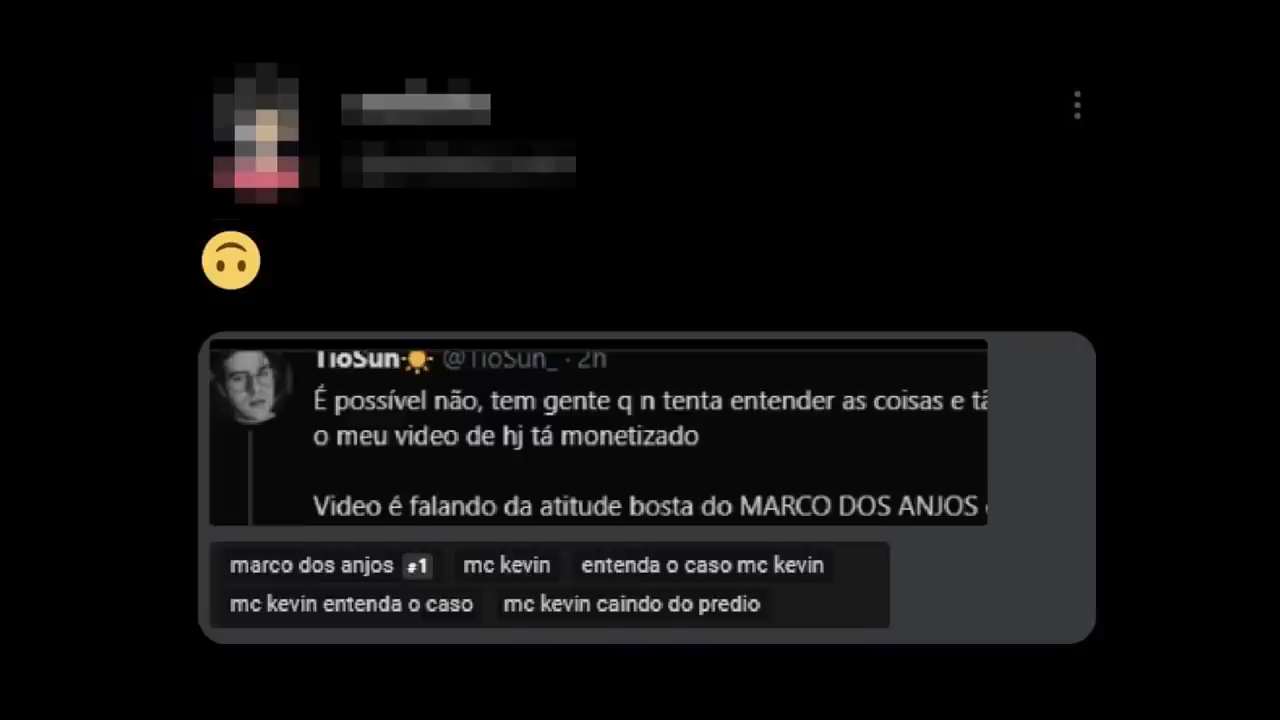 TioSun☀ @TioSun_ · 2h
É possível não, tem gente q n tenta entender as coisas e tã
o meu video de hj tá monetizado
Video é falando da atitude bosta do MARCO DOS ANJOS
marco dos anjos #1 mc kevin entenda o caso mc kevin
mc kevin entenda o caso mc kevin caindo do predio